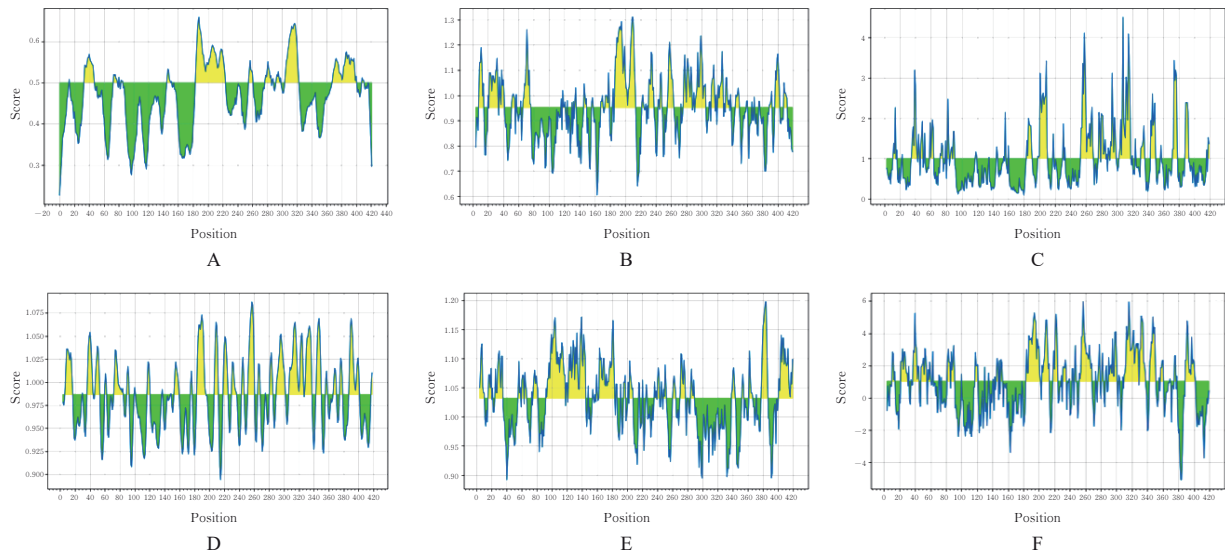 0.6
0.5
0.4
0.3
Score
−20 0 20 40 60 80 100 120 140 160 180 200 220 240 260 280 300 320 340 360 380 400 420 440
Position
A
1.3
1.2
1.1
1.0
0.9
0.8
0.7
0.6
Score
0 20 40 60 80 100 120 140 160 180 200 220 240 260 280 300 320 340 360 380 400 420
Position
B
4
3
2
1
0
Score
0 20 40 60 80 100 120 140 160 180 200 220 240 260 280 300 320 340 360 380 400 420
Position
C
1.075
1.050
1.025
1.000
0.975
0.950
0.925
0.900
Score
0 20 40 60 80 100 120 140 160 180 200 220 240 260 280 300 320 340 360 380 400 420
Position
D
1.20
1.15
1.10
1.05
1.00
0.95
0.90
Score
0 20 40 60 80 100 120 140 160 180 200 220 240 260 280 300 320 340 360 380 400 420
Position
E
6
4
2
0
−2
−4
Score
0 20 40 60 80 100 120 140 160 180 200 220 240 260 280 300 320 340 360 380 400 420
Position
F